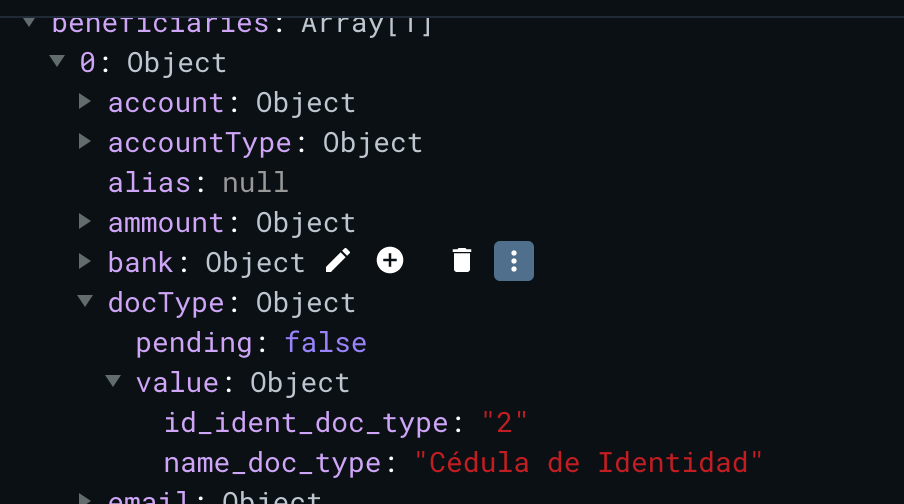 beneficiaries: Array[1]
0: Object
account: Object
accountType: Object
alias: null
ammount: Object
bank: Object
docType: Object
pending: false
value: Object
id_ident_doc_type: "2"
name_doc_type: "Cédula de Identidad"
email: Object